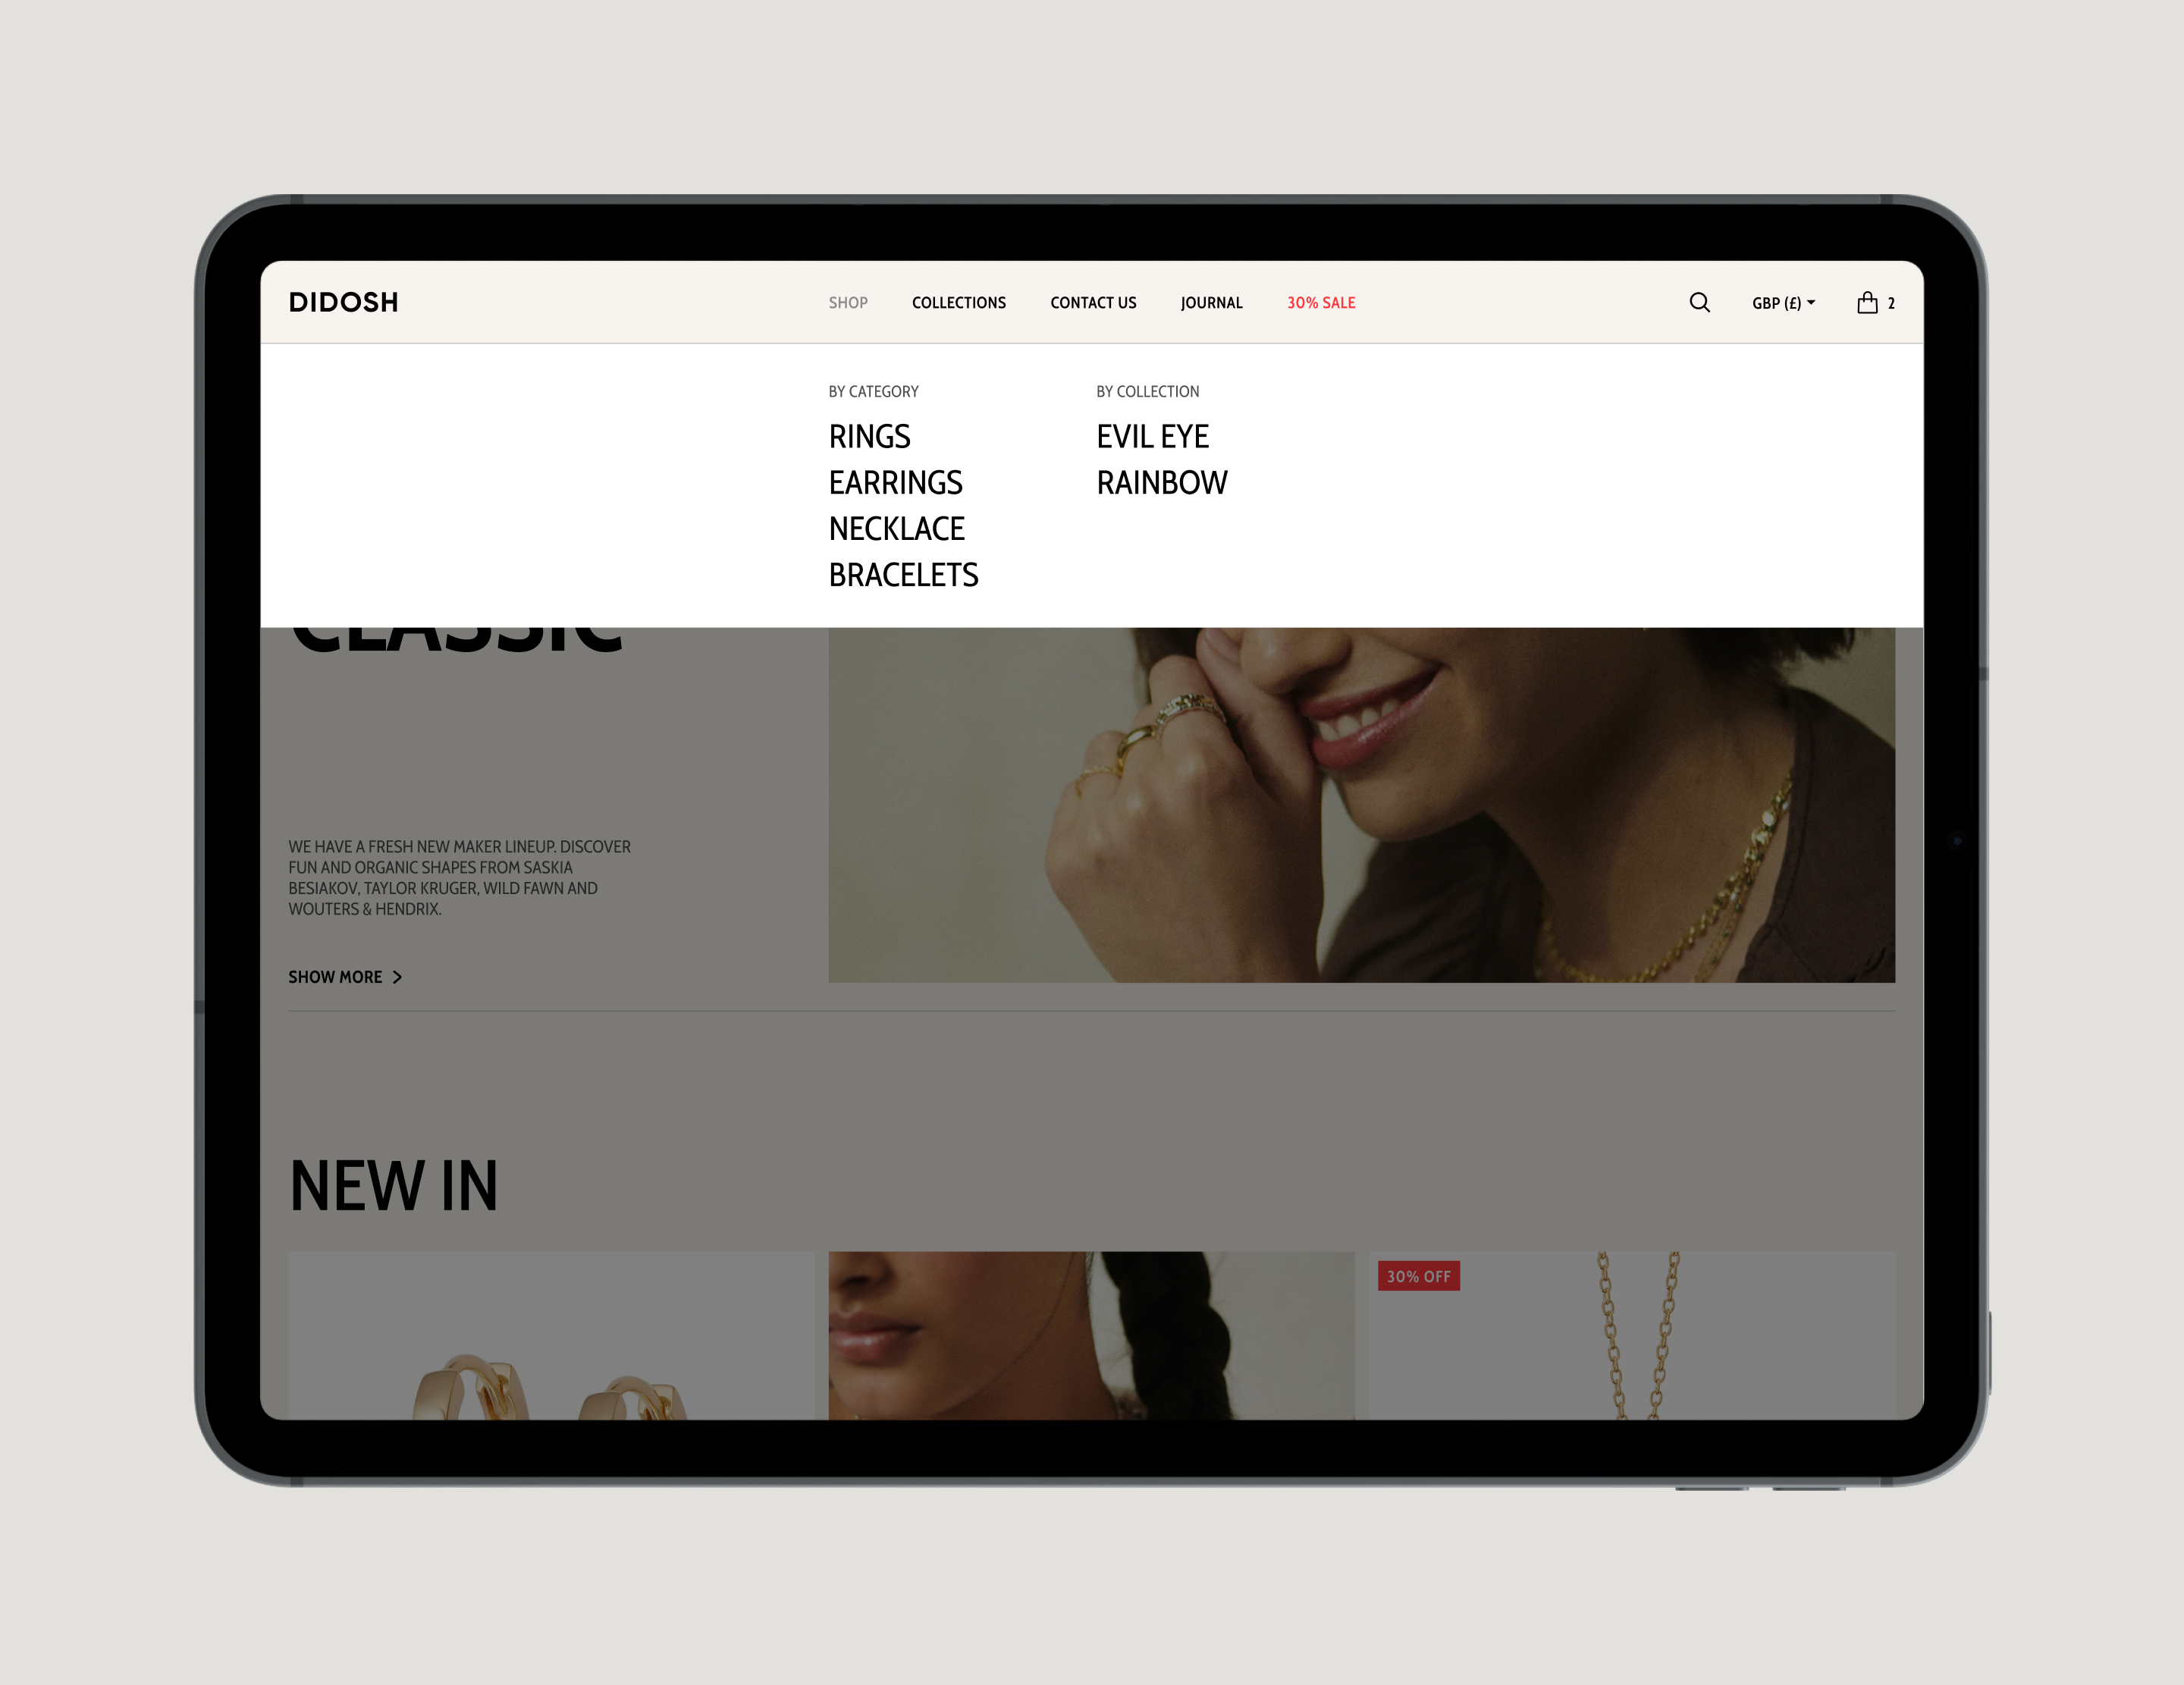 DIDOSH
SHOP
COLLECTIONS
CONTACT US
JOURNAL
30% SALE
GBP (£)
2
BY CATEGORY
RINGS
EARRINGS
NECKLACE
BRACELETS
BY COLLECTION
EVIL EYE
RAINBOW
CLASSIC
WE HAVE A FRESH NEW MAKER LINEUP. DISCOVER
FUN AND ORGANIC SHAPES FROM SASKIA
BESIAKOV, TAYLOR KRUGER, WILD FAWN AND
WOUTERS & HENDRIX.
SHOW MORE
NEW IN
30% OFF